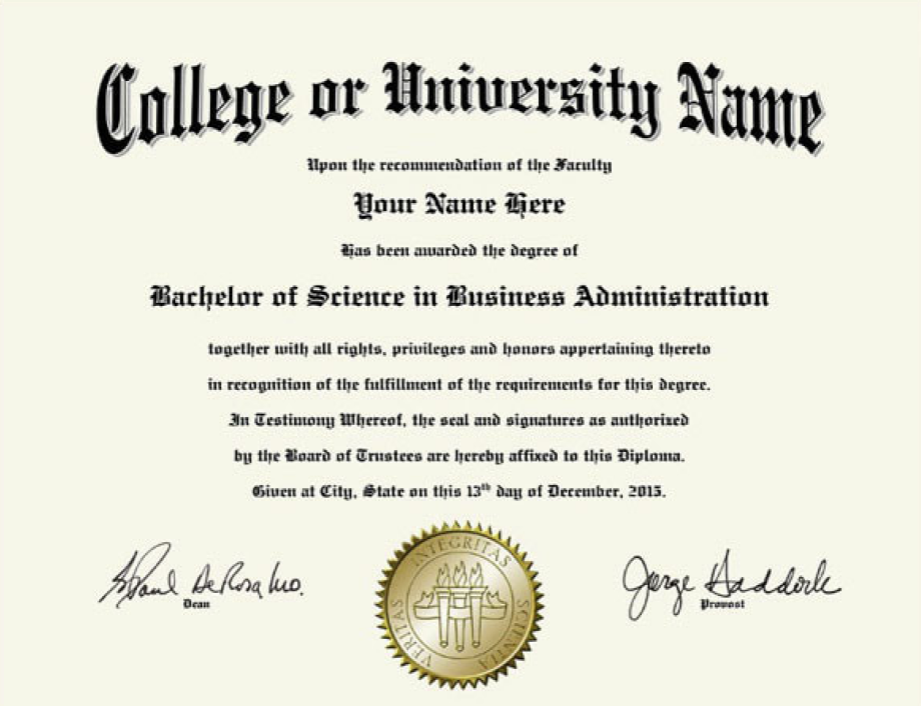 College or University Name
Upon the recommendation of the Faculty
Your Name Here
Has been awarded the degree of
Bachelor of Science in Business Administration
together with all rights, privileges and honors appertaining thereto
in recognition of the fulfillment of the requirements for this degree.
In Testimony Whereof, the seal and signatures as authorized
by the Board of Trustees are hereby affixed to this Diploma.
Given at City, State on this 13th day of December, 2015.
INTEGRITAS
VERITAS
SCIENTIA
Paul DeRosa
Dean
Jorge Haddock
Provost